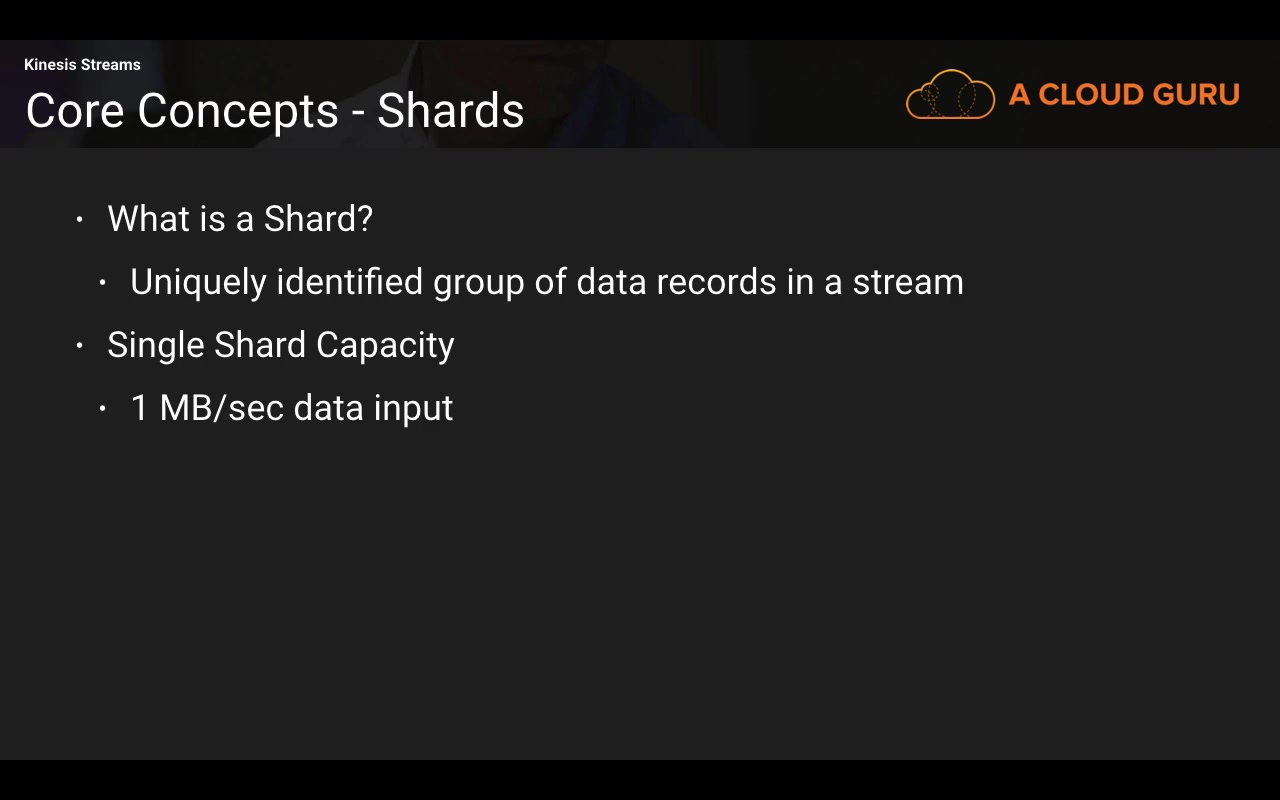 Kinesis Streams
Core Concepts - Shards
A CLOUD GURU
• What is a Shard?
• Uniquely identified group of data records in a stream
• Single Shard Capacity
• 1 MB/sec data input